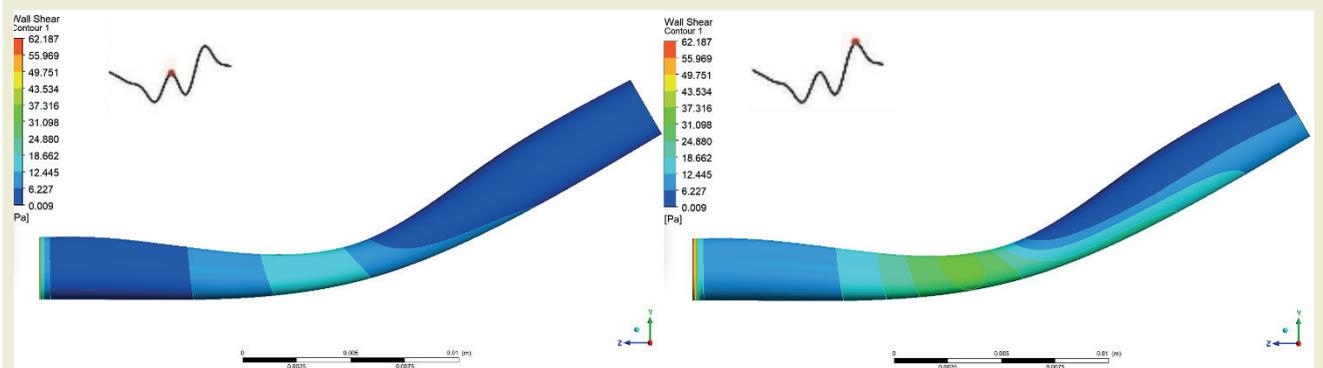 Wall Shear
Contour 1
62.187
55.969
49.751
43.534
37.316
31.098
24.880
18.662
12.445
6.227
0.009
Pa]
0
0.005
0.01
(m)
0.0025
0.0075
Y
Z
Wall Shear
Contour 1
62.187
55.969
49.751
43.534
37.316
31.098
24.880
18.662
12.445
6.227
0.009
[Pa]
0
0.005
0.01
(m)
0.0025
0.0075
Y
Z